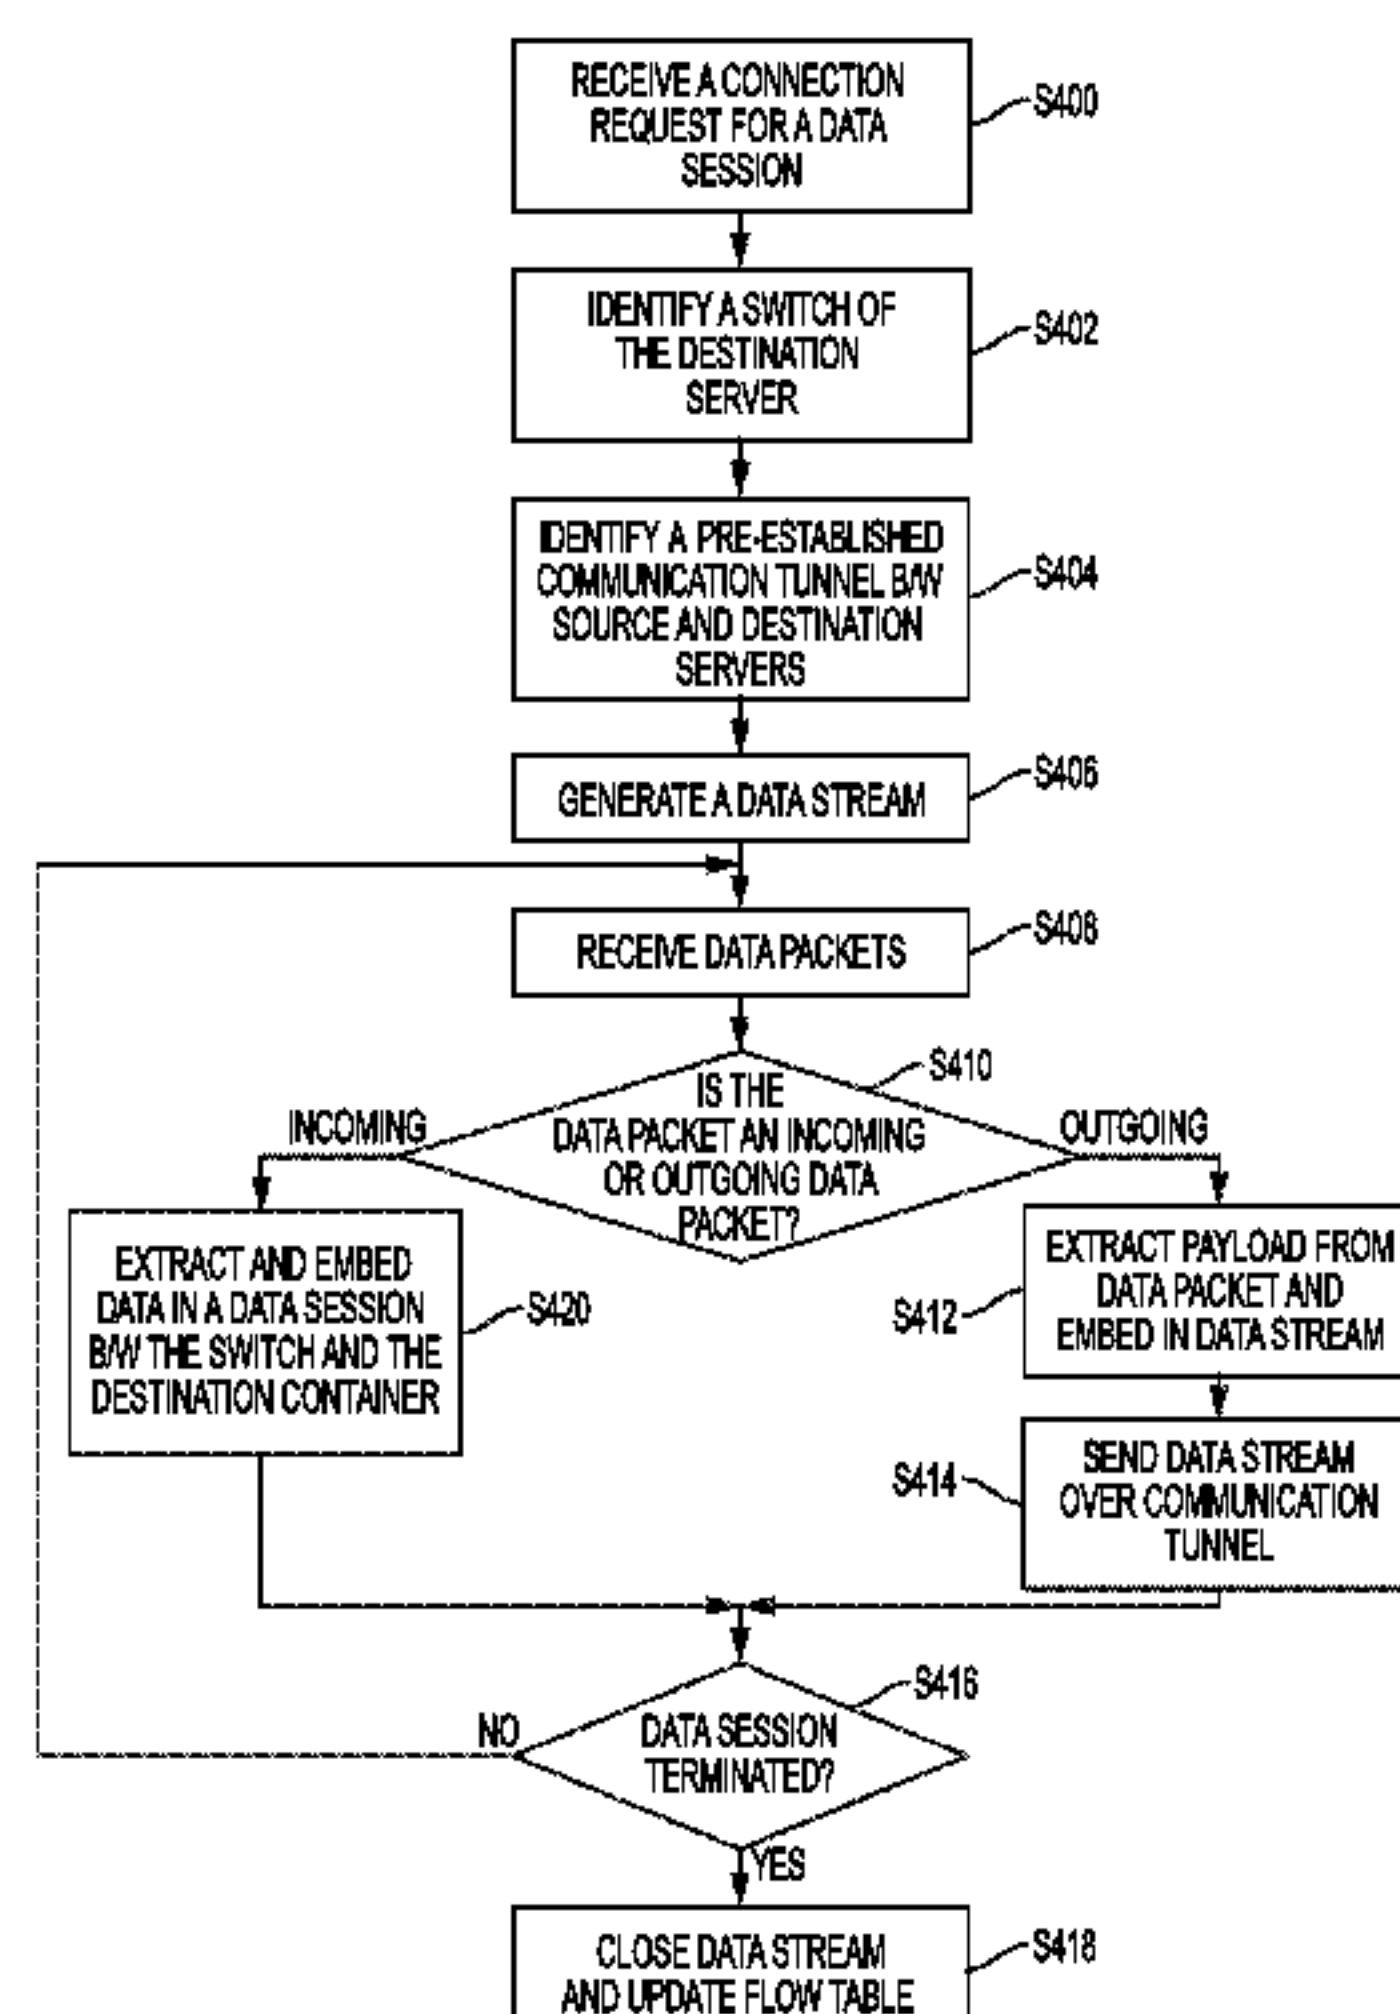 RECEIVE A CONNECTION
REQUEST FOR A DATA
SESSION
S400
IDENTIFY A SWITCH OF
THE DESTINATION
SERVER
S402
IDENTIFY A PRE-ESTABLISHED
COMMUNICATION TUNNEL B/W
SOURCE AND DESTINATION
SERVERS
S404
GENERATE A DATA STREAM
S406
RECEIVE DATA PACKETS
S408
S410
IS THE
DATA PACKET AN INCOMING
OR OUTGOING DATA
PACKET?
INCOMING
OUTGOING
EXTRACT AND EMBED
DATA IN A DATA SESSION
B/W THE SWITCH AND THE
DESTINATION CONTAINER
S420
EXTRACT PAYLOAD FROM
DATA PACKET AND
EMBED IN DATA STREAM
S412
SEND DATA STREAM
OVER COMMUNICATION
TUNNEL
S414
S416
DATA SESSION
TERMINATED?
NO
YES
CLOSE DATA STREAM
AND UPDATE FLOW TABLE
S418